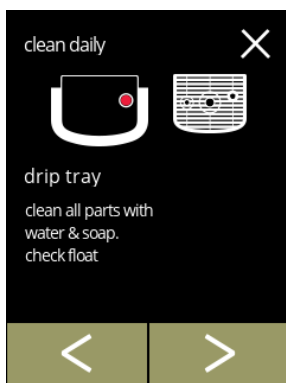 clean daily
drip tray
clean all parts with
water & soap.
check float